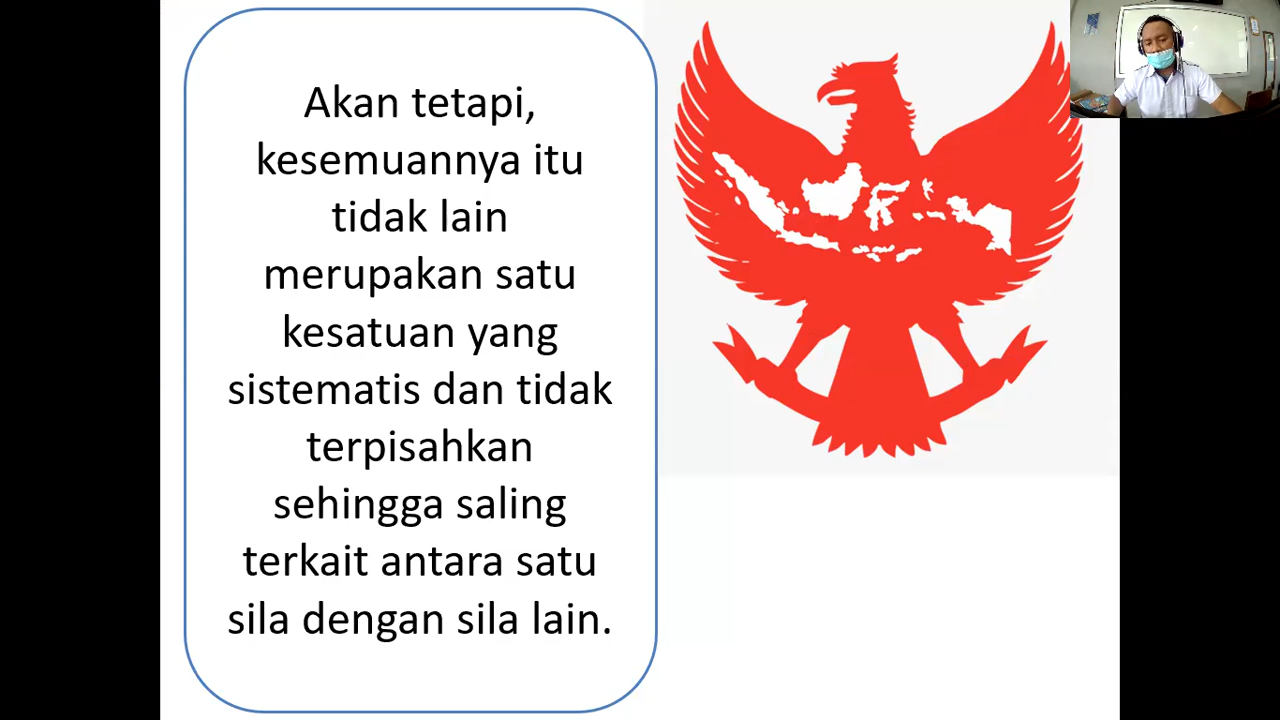 Akan tetapi,
kesemuannya itu
tidak lain
merupakan satu
kesatuan yang
sistematis dan tidak
terpisahkan
sehingga saling
terkait antara satu
sila dengan sila lain.